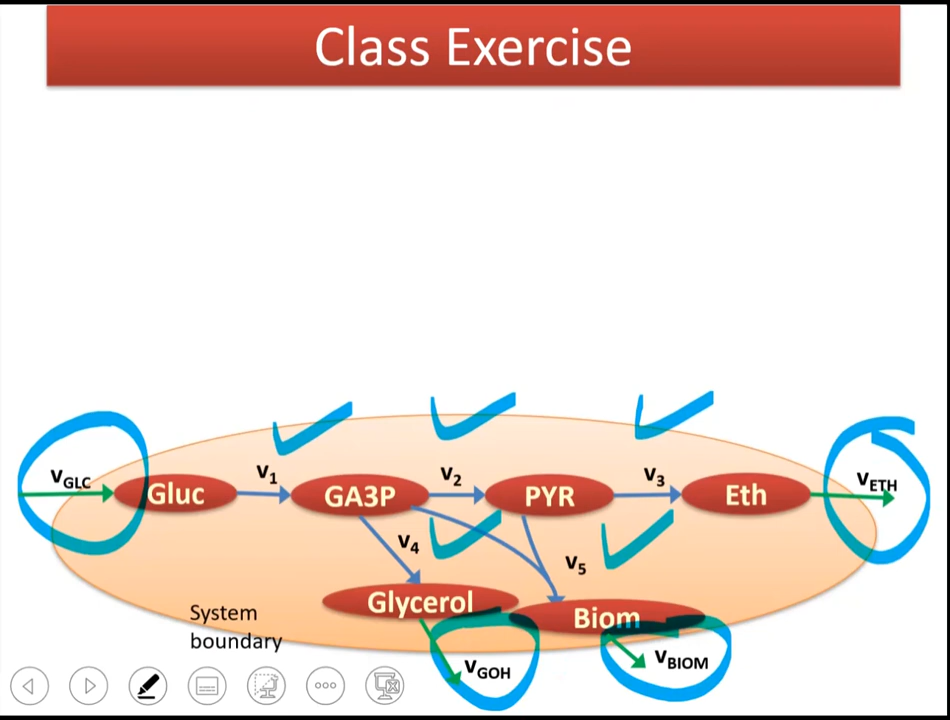 Class Exercise
V1 V2 V3
VGLC Gluc GA3P PYR Eth VETH
V4 V5
Glycerol Biom
System
boundary
VGOH VBIOM